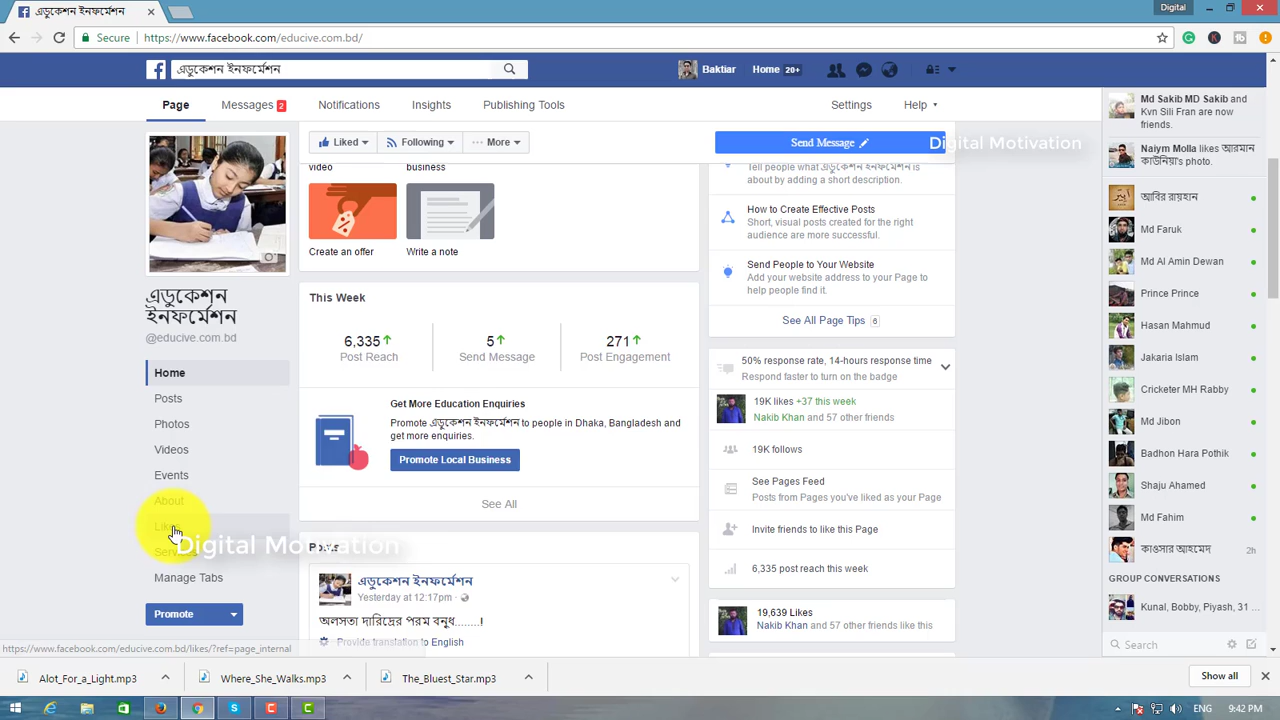 এডুকেশন ইনফর্মেশন
Digital
Secure
https://www.facebook.com/educive.com.bd/
এডুকেশন ইনফর্মেশন
Baktiar
Home 20+
Page
Messages 2
Notifications
Insights
Publishing Tools
Settings
Help
Liked
Following
More
Send Message
Digital Motivation
video
business
Create an offer
Write a note
Tell people what এডুকেশন ইনফর্মেশন is
about by adding a short description.
How to Create Effective Posts
Short, visual posts created for the right
audience are more successful.
Send People to Your Website
Add your website address to your Page to
help people find it.
See All Page Tips 6
এডুকেশন
ইনফর্মেশন
@educive.com.bd
Home
Posts
Photos
Videos
Events
About
Likes
Services
Manage Tabs
Promote
This Week
6,335
Post Reach
5
Send Message
271
Post Engagement
Get More Education Enquiries
Promote এডুকেশন ইনফর্মেশন to people in Dhaka, Bangladesh and
get more enquiries.
Promote Local Business
See All
Digital Motivation
Posts
এডুকেশন ইনফর্মেশন
Yesterday at 12:17pm
অলসতা দারিদ্রের পরম বন্ধু.......!
Provide translation to English
50% response rate, 14-hours response time
Respond faster to turn on the badge
19K likes +37 this week
Nakib Khan and 57 other friends
19K follows
See Pages Feed
Posts from Pages you've liked as your Page
Invite friends to like this Page
6,335 post reach this week
19,639 Likes
Nakib Khan and 57 other friends like this
Md Sakib MD Sakib and
Kvn Sili Fran are now
friends.
Naiym Molla likes আরমান
কাউনিয়া's photo.
আবির রায়হান
Md Faruk
Md Al Amin Dewan
Prince Prince
Hasan Mahmud
Jakaria Islam
Cricketer MH Rabby
Md Jibon
Badhon Hara Pothik
Shaju Ahamed
Md Fahim
কাওসার আহমেদ 2h
GROUP CONVERSATIONS
Kunal, Bobby, Piyash, 31 ...
Search
https://www.facebook.com/educive.com.bd/likes/?ref=page_internal
Alot_For_a_Light.mp3
Where_She_Walks.mp3
The_Bluest_Star.mp3
Show all
ENG
9:42 PM